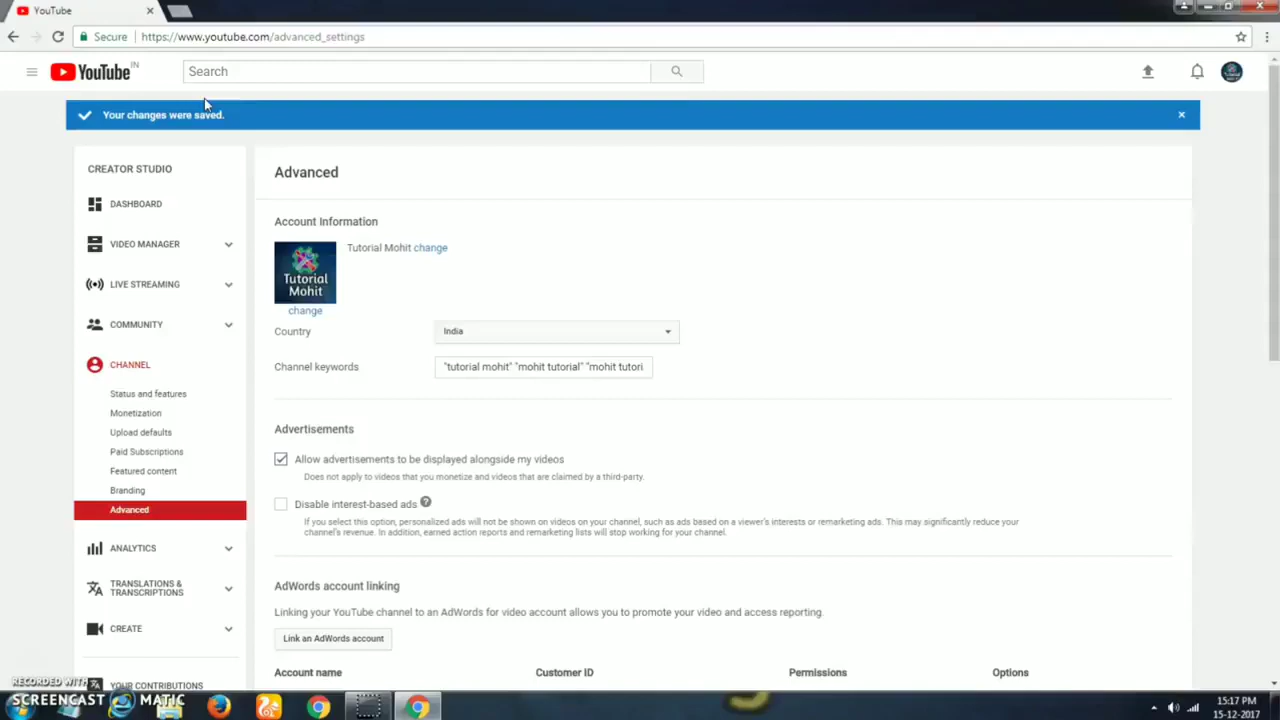 YouTube
Secure https://www.youtube.com/advanced_settings
YouTube IN
Search
Your changes were saved.
CREATOR STUDIO
DASHBOARD
VIDEO MANAGER
LIVE STREAMING
COMMUNITY
CHANNEL
Status and features
Monetization
Upload defaults
Paid Subscriptions
Featured content
Branding
Advanced
ANALYTICS
TRANSLATIONS &
TRANSCRIPTIONS
CREATE
YOUR CONTRIBUTIONS
Advanced
Account Information
Tutorial
Mohit
Tutorial Mohit change
change
Country India
Channel keywords "tutorial mohit" "mohit tutorial" "mohit tutori
Advertisements
Allow advertisements to be displayed alongside my videos
Does not apply to videos that you monetize and videos that are claimed by a third-party.
Disable interest-based ads
If you select this option, personalized ads will not be shown on videos on your channel, such as ads based on a viewer's interests or remarketing ads. This may significantly reduce your
channel's revenue. In addition, earned action reports and remarketing lists will stop working for your channel.
AdWords account linking
Linking your YouTube channel to an AdWords for video account allows you to promote your video and access reporting.
Link an AdWords account
Account name Customer ID Permissions Options
RECORDED WITH
SCREENCAST MATIC
15:17 PM
15-12-2017